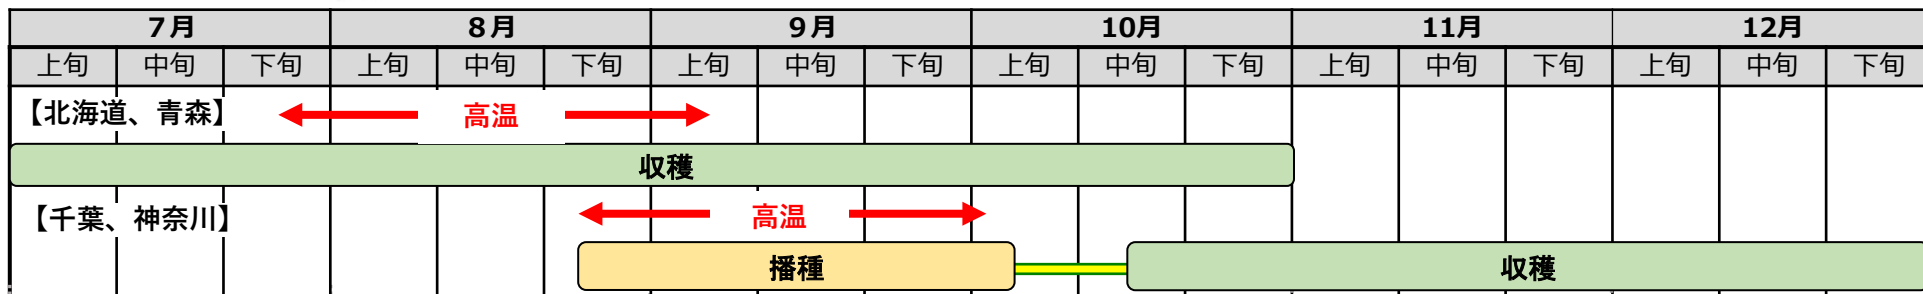 7月 8月 9月 10月 11月 12月
上旬 中旬 下旬 上旬 中旬 下旬 上旬 中旬 下旬 上旬 中旬 下旬 上旬 中旬 下旬 上旬 中旬 下旬
【北海道、青森】 高温
収穫
【千葉、神奈川】 高温
播種 収穫